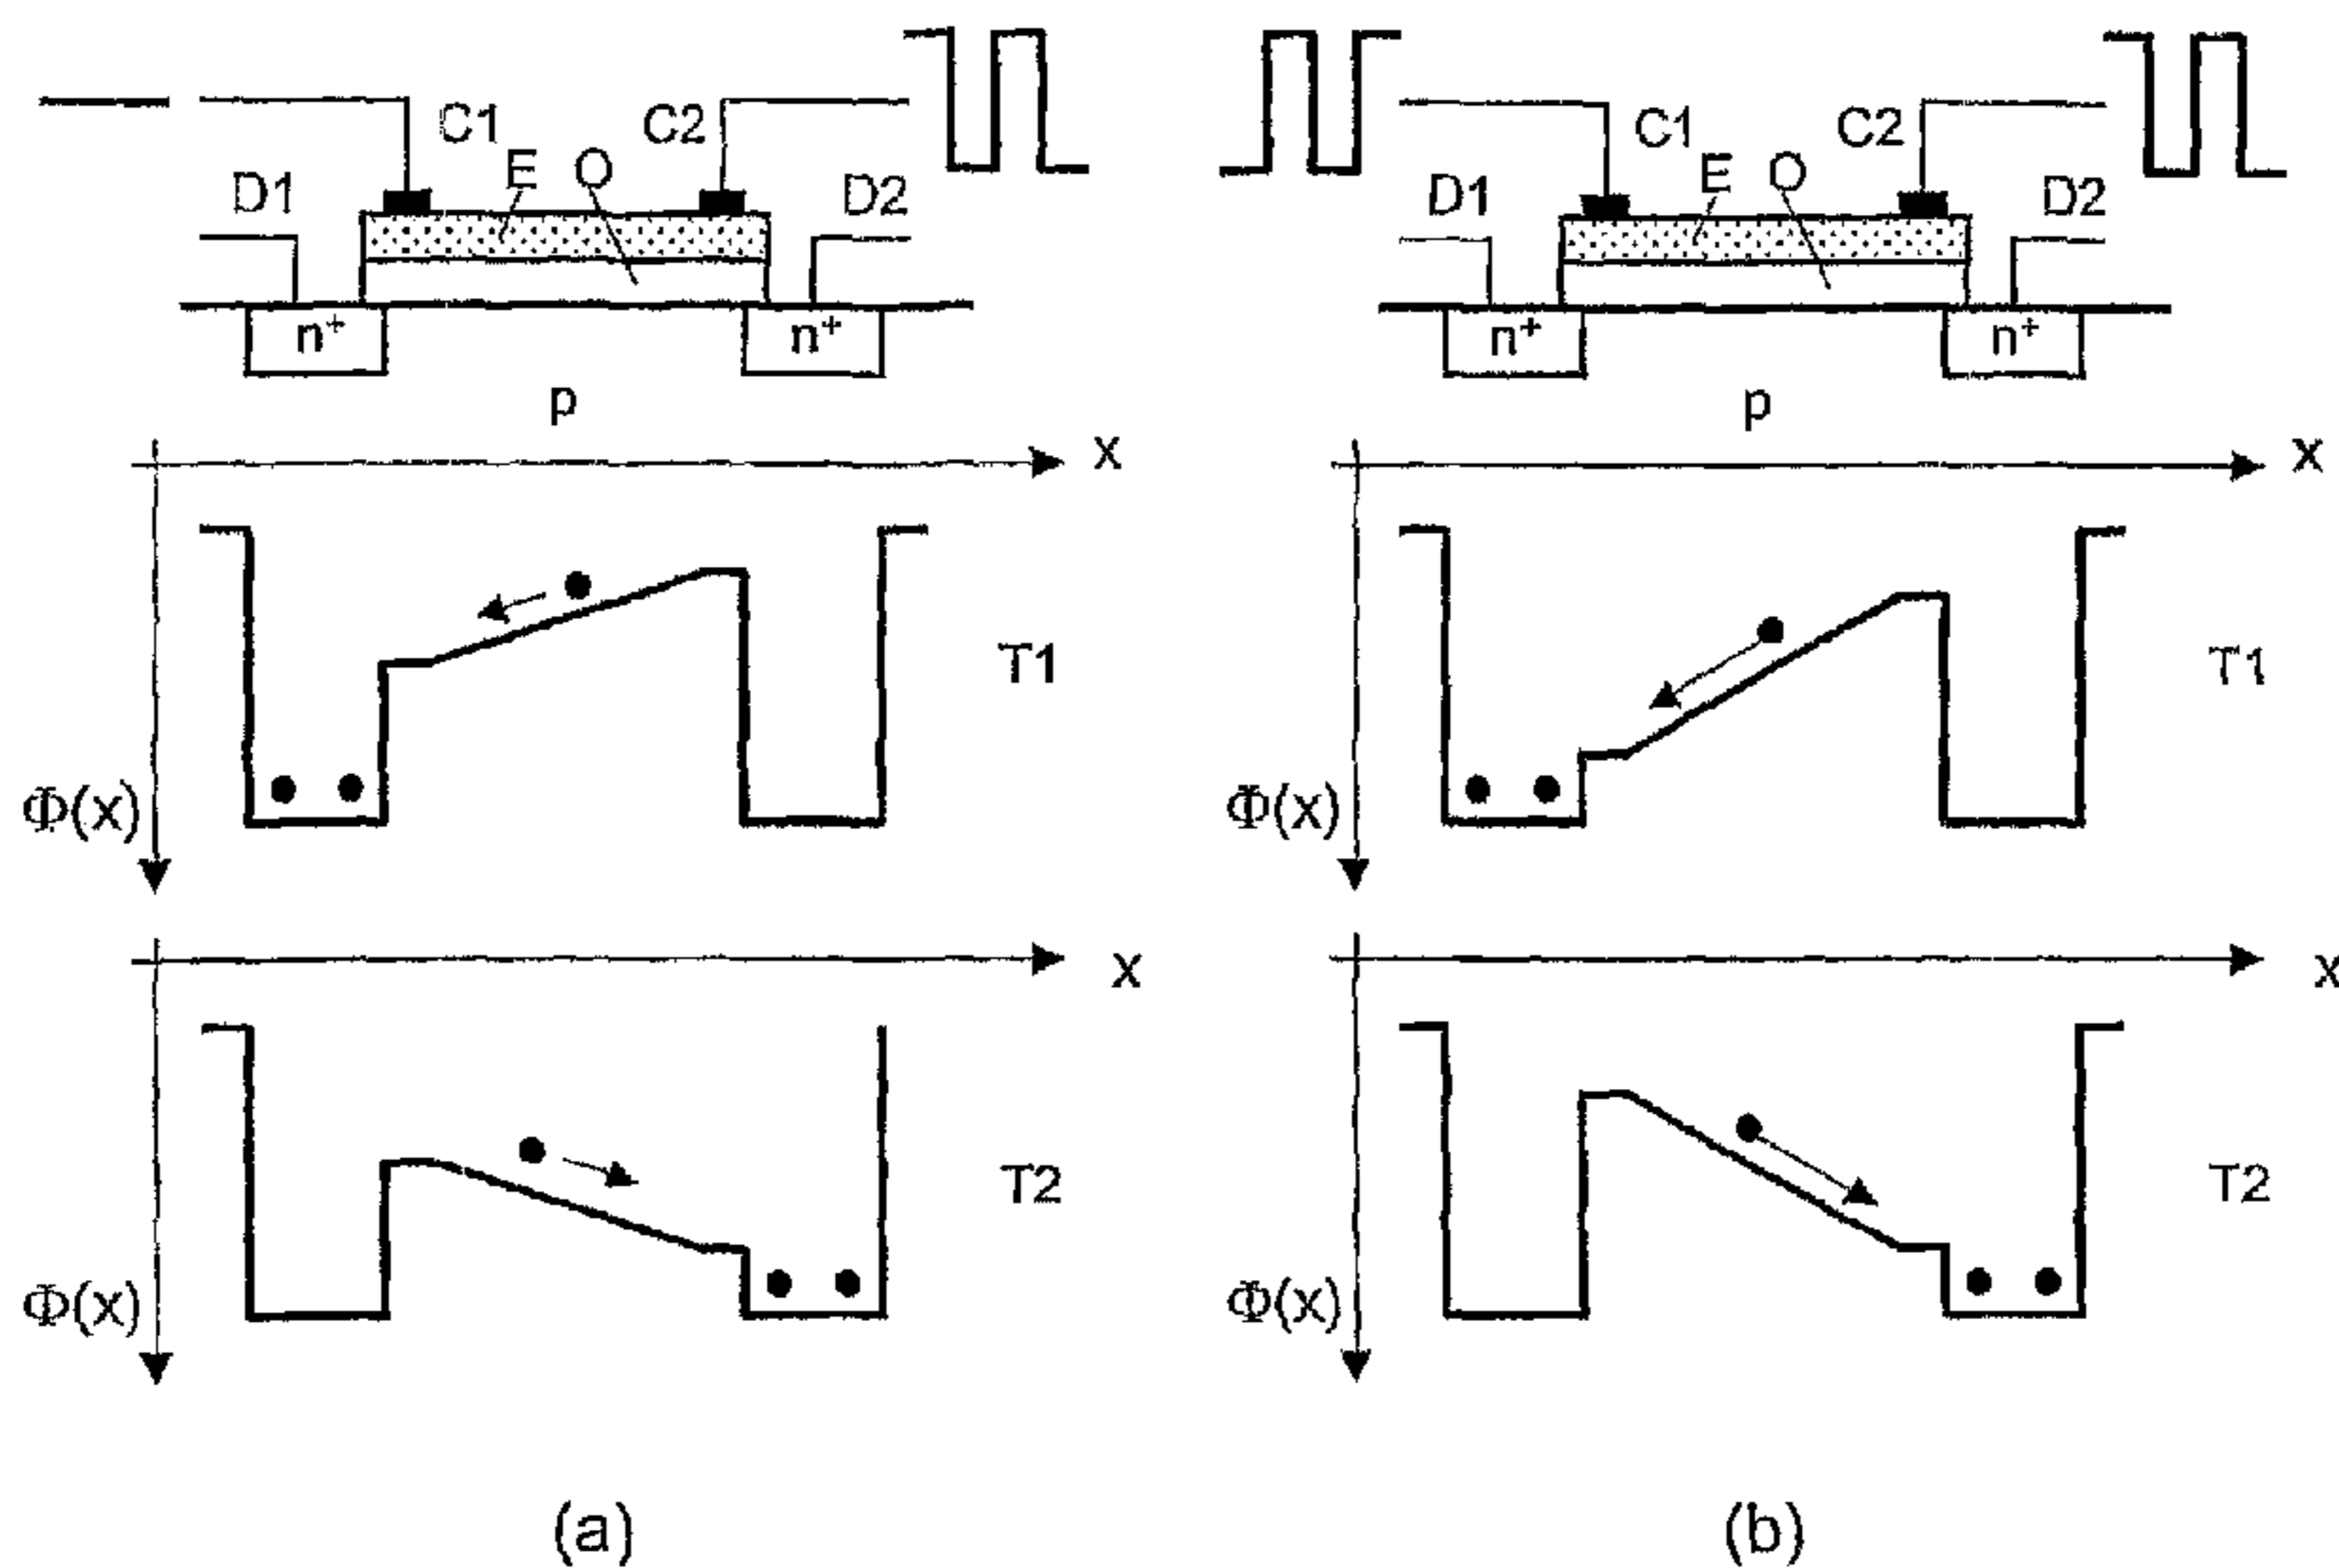 C1 C2
E O
D1 D2
n⁺ n⁺
p
x
T1
Φ(x)
x
T2
Φ(x)
(a)
C1 C2
E O
D1 D2
n⁺ n⁺
p
x
T1
Φ(x)
x
T2
Φ(x)
(b)